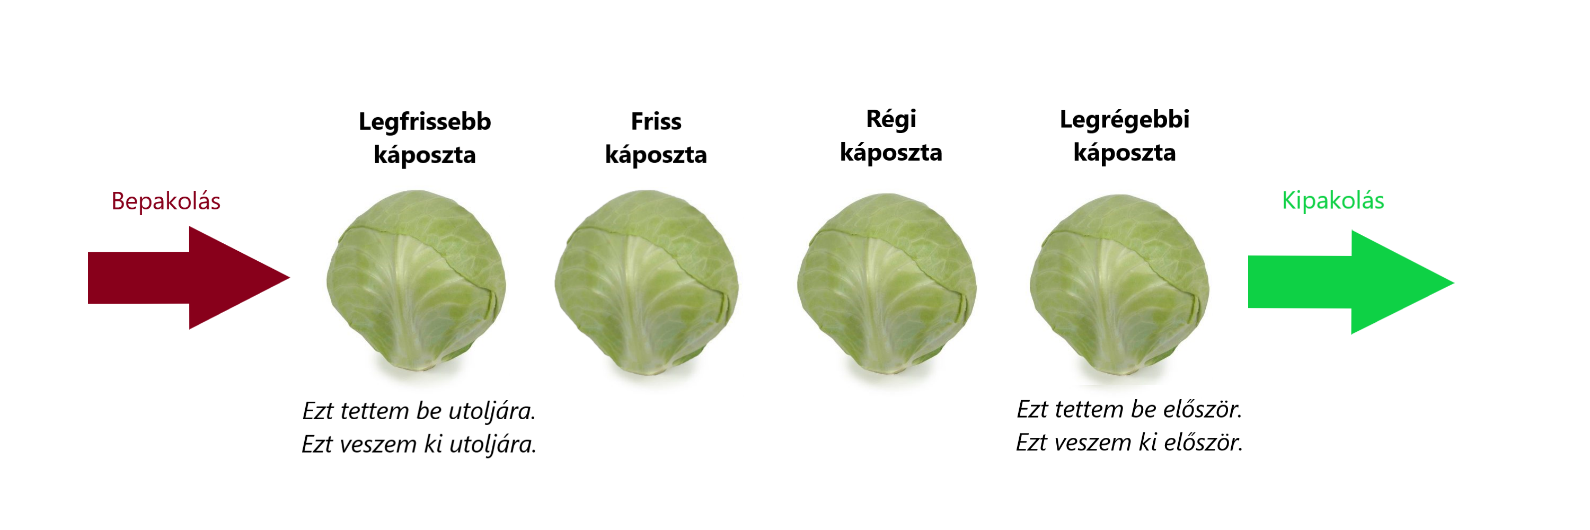 Bepakolás
Legfrissebb
káposzta
Ezt tettem be utoljára.
Ezt veszem ki utoljára.
Friss
káposzta
Régi
káposzta
Legrégebbi
káposzta
Ezt tettem be először.
Ezt veszem ki először.
Kipakolás